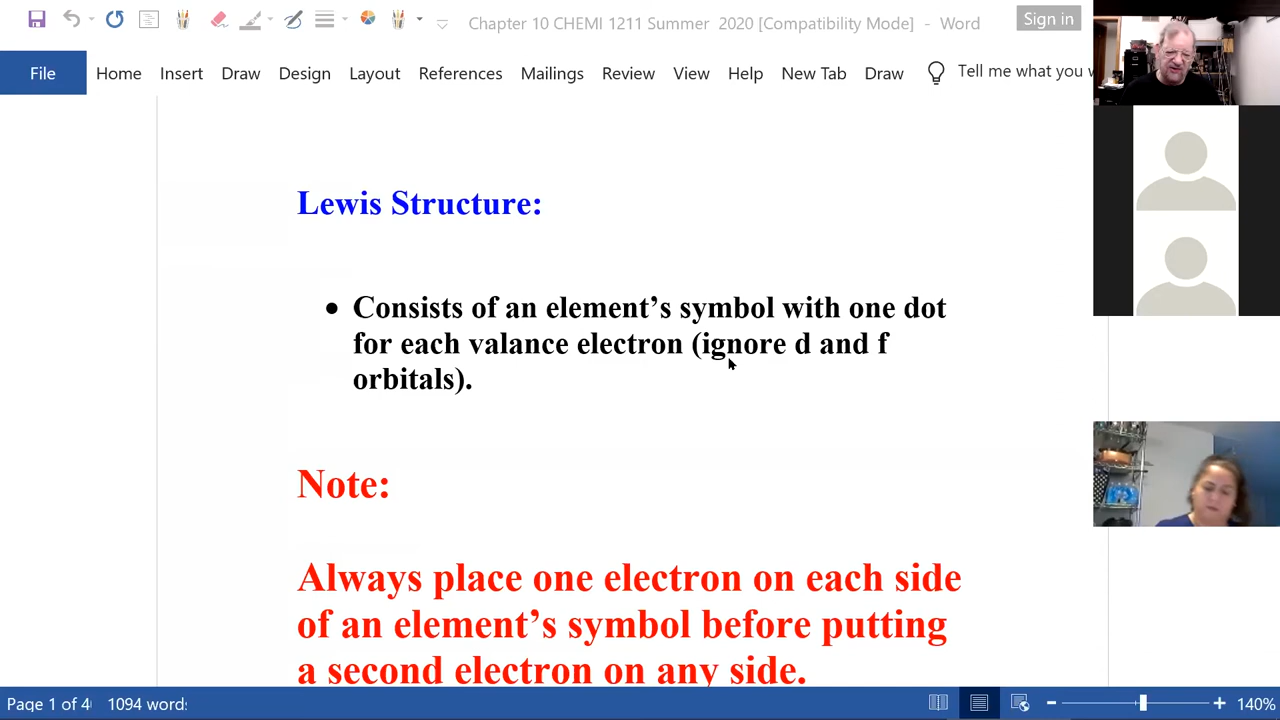 Chapter 10 CHEMI 1211 Summer 2020 [Compatibility Mode] - Word
Sign in
File Home Insert Draw Design Layout References Mailings Review View Help New Tab Draw Tell me what you w
Lewis Structure:
• Consists of an element’s symbol with one dot
for each valance electron (ignore d and f
orbitals).
Note:
Always place one electron on each side
of an element’s symbol before putting
a second electron on any side.
Page 1 of 4 1094 words 140%